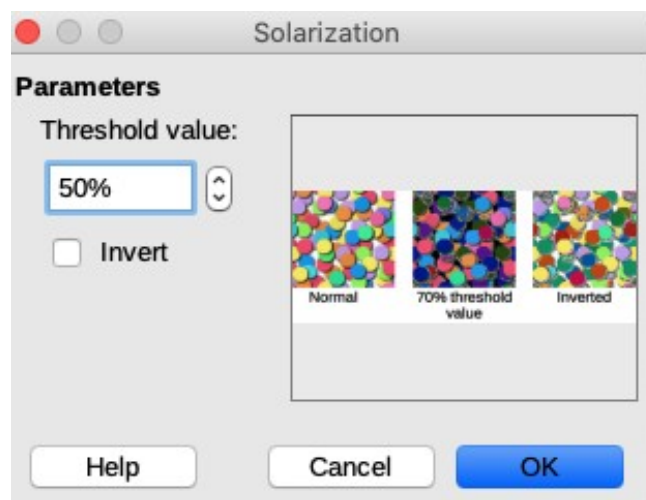 Solarization
Parameters
Threshold value:
50%
Invert
Normal
70% threshold
value
Inverted
Help
Cancel
OK